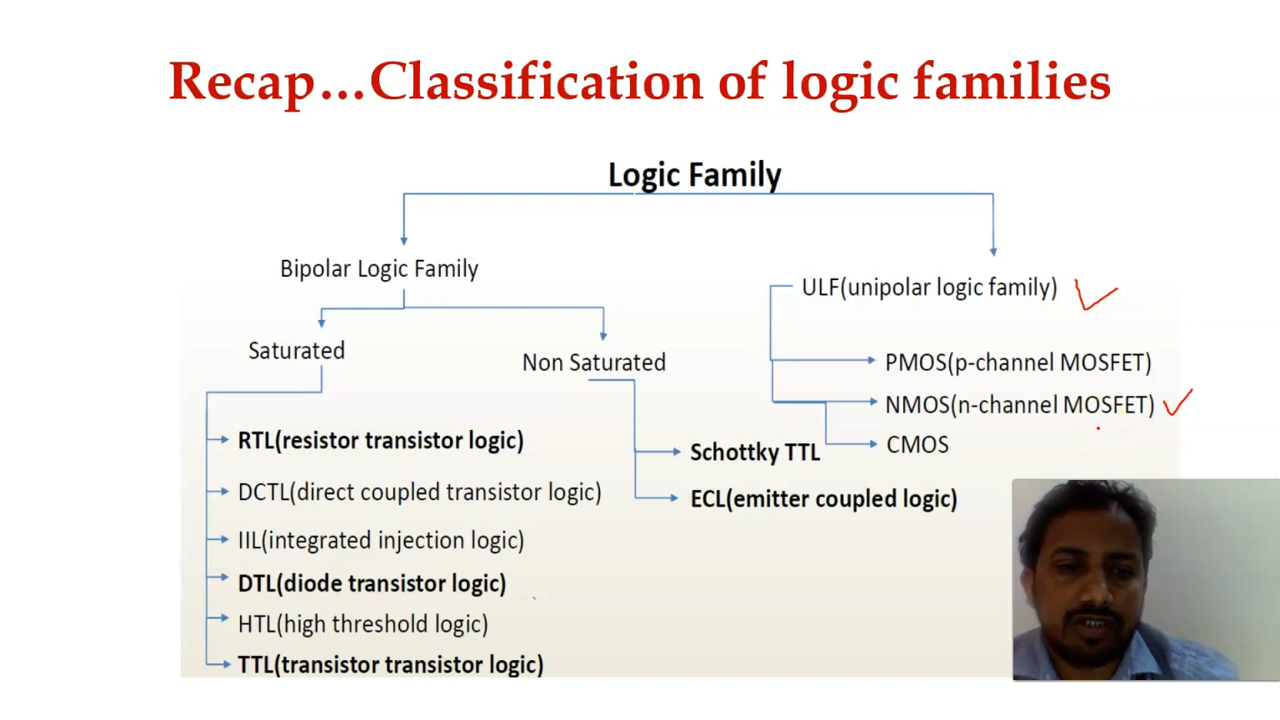 Recap…Classification of logic families
Logic Family
Bipolar Logic Family
ULF(unipolar logic family)
Saturated
Non Saturated
PMOS(p-channel MOSFET)
NMOS(n-channel MOSFET)
CMOS
RTL(resistor transistor logic)
Schottky TTL
DCTL(direct coupled transistor logic)
ECL(emitter coupled logic)
IIL(integrated injection logic)
DTL(diode transistor logic)
HTL(high threshold logic)
TTL(transistor transistor logic)